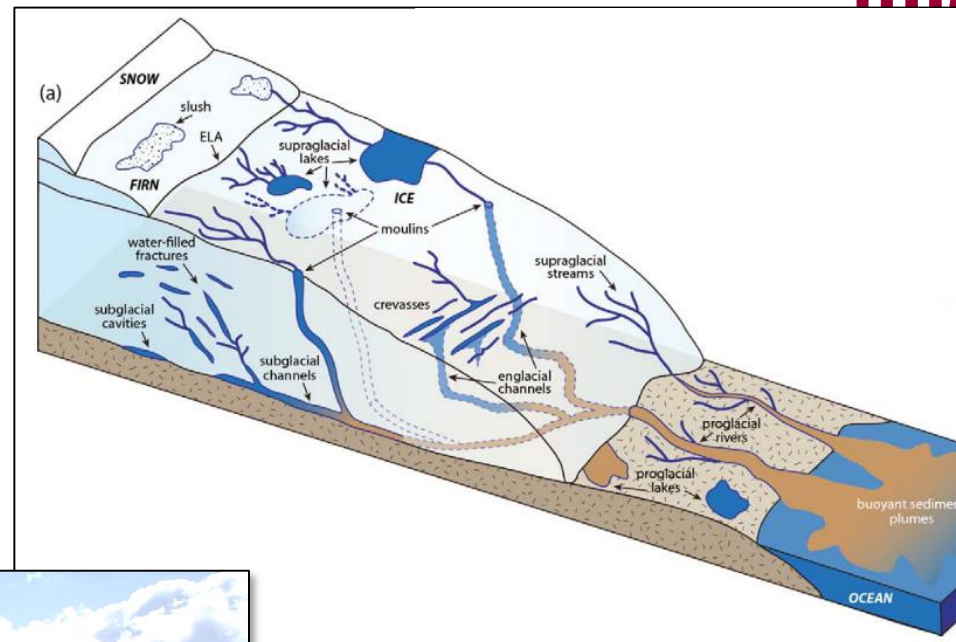 SNOW
(a)
slush
ELA
FIRN
supraglacial
lakes
ICE
moulins
water-filled
fractures
supraglacial
streams
crevasses
subglacial
cavities
subglacial
channels
englacial
channels
proglacial
rivers
proglacial
lakes
buoyant sedimen
plumes
OCEAN